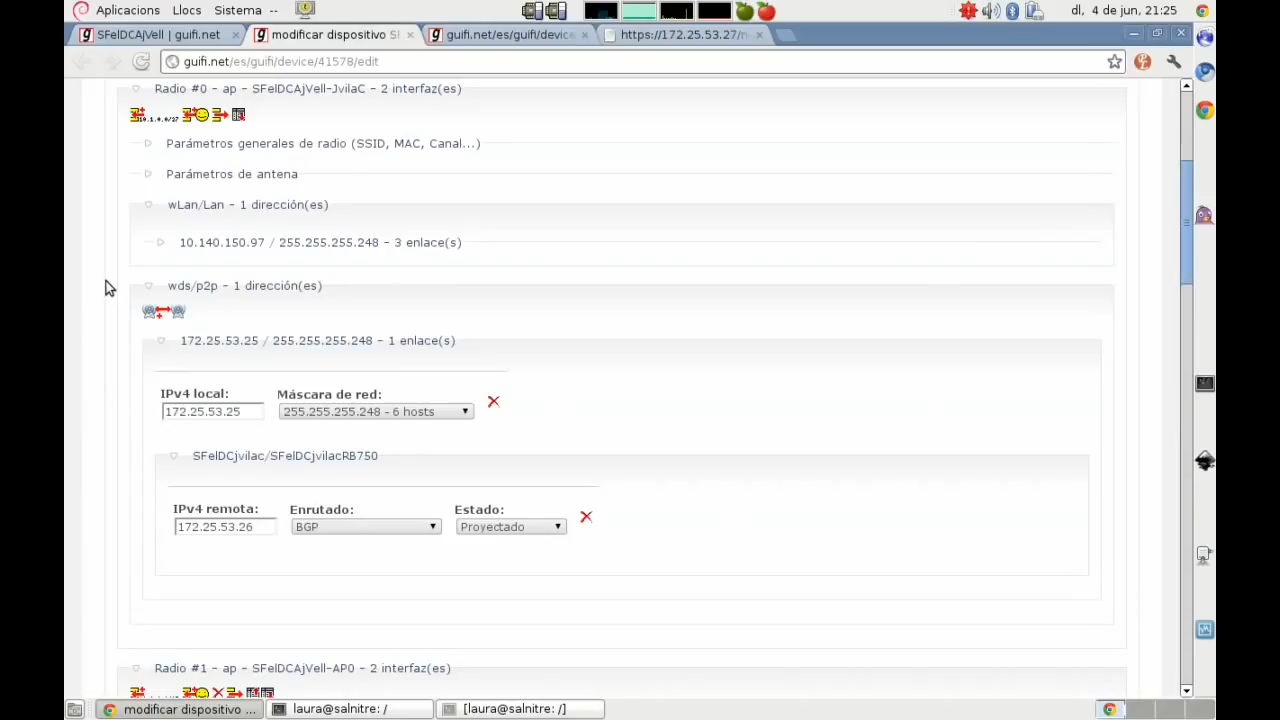 Aplicacions Llocs Sistema -- dl, 4 de jun, 21:25
SFelDCAjVell | guifi.net modificar dispositivo S guifi.net/es/guifi/device https://172.25.53.27/n
guifi.net/es/guifi/device/41578/edit
Radio #0 - ap - SFelDCAjVell-JvilaC - 2 interfaz(es)
Parámetros generales de radio (SSID, MAC, Canal...)
Parámetros de antena
wLan/Lan - 1 dirección(es)
10.140.150.97 / 255.255.255.248 - 3 enlace(s)
wds/p2p - 1 dirección(es)
172.25.53.25 / 255.255.255.248 - 1 enlace(s)
IPv4 local: Máscara de red:
172.25.53.25 255.255.255.248 - 6 hosts
SFelDCjvilac/SFelDCjvilacRB750
IPv4 remota: Enrutado: Estado:
172.25.53.26 BGP Proyectado
Radio #1 - ap - SFelDCAjVell-AP0 - 2 interfaz(es)
modificar dispositivo ... laura@salnitre: / [laura@salnitre: /]